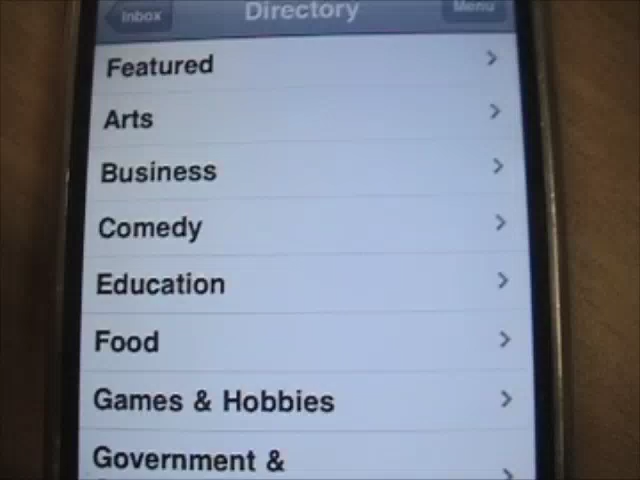 Inbox
Directory
Menu
Featured
Arts
Business
Comedy
Education
Food
Games & Hobbies
Government &